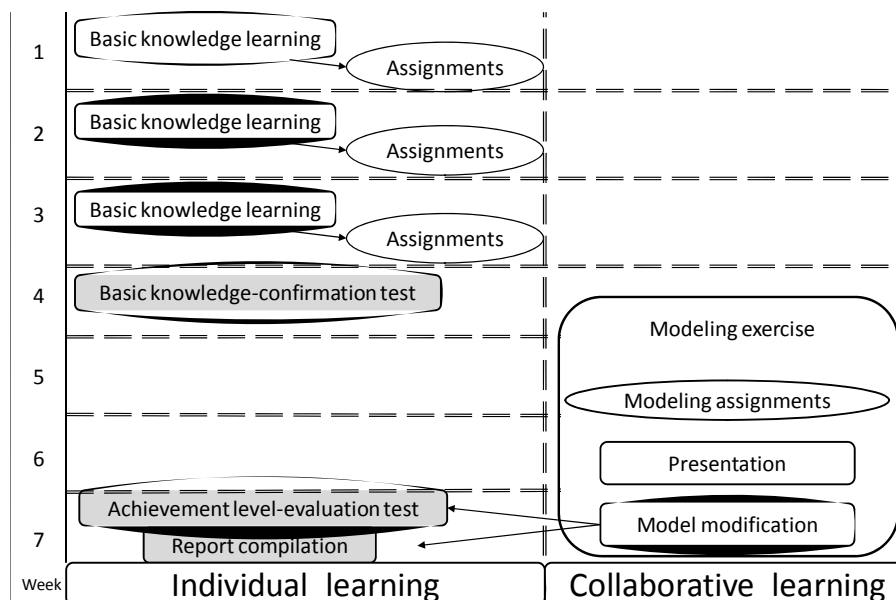 1
Basic knowledge learning
Assignments
2
Basic knowledge learning
Assignments
3
Basic knowledge learning
Assignments
4
Basic knowledge-confirmation test
Modeling exercise
5
Modeling assignments
6
Presentation
Achievement level-evaluation test
Model modification
7
Report compilation
Week
Individual learning
Collaborative learning